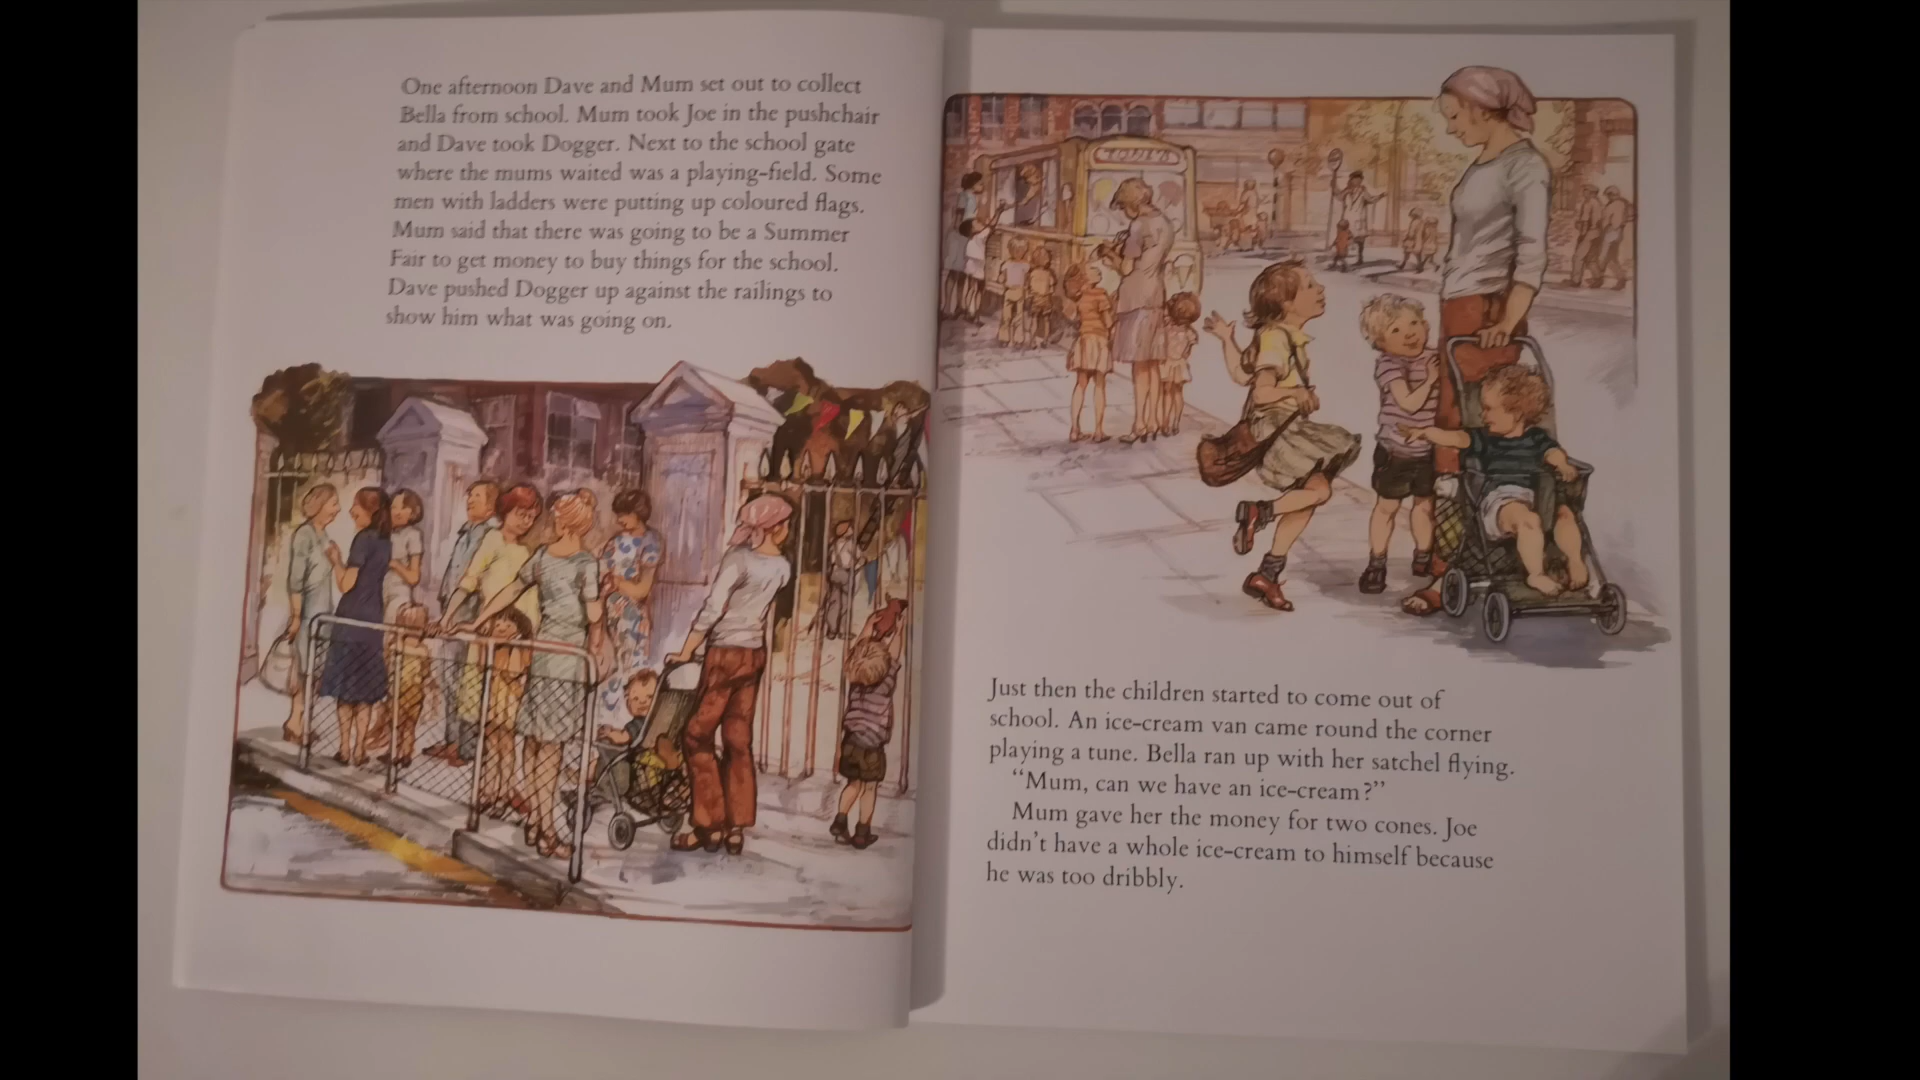 One afternoon Dave and Mum set out to collect
Bella from school. Mum took Joe in the pushchair
and Dave took Dogger. Next to the school gate
where the mums waited was a playing-field. Some
men with ladders were putting up coloured flags.
Mum said that there was going to be a Summer
Fair to get money to buy things for the school.
Dave pushed Dogger up against the railings to
show him what was going on.
Just then the children started to come out of
school. An ice-cream van came round the corner
playing a tune. Bella ran up with her satchel flying.
“Mum, can we have an ice-cream?”
Mum gave her the money for two cones. Joe
didn't have a whole ice-cream to himself because
he was too dribbly.